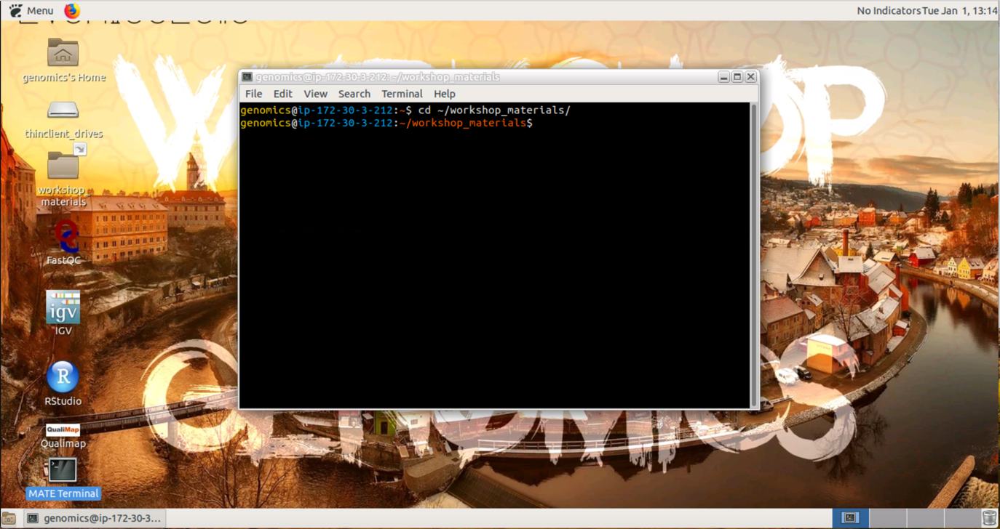 Menu
No Indicators Tue Jan 1, 13:14
genomics's Home
thinclient_drives
workshop_
materials
FastQC
igv
IGV
R
RStudio
QualiMap
Qualimap
MATE Terminal
genomics@ip-172-30-3-212: ~/workshop_materials
File Edit View Search Terminal Help
genomics@ip-172-30-3-212:~$ cd ~/workshop_materials/
genomics@ip-172-30-3-212:~/workshop_materials$
genomics@ip-172-30-3...